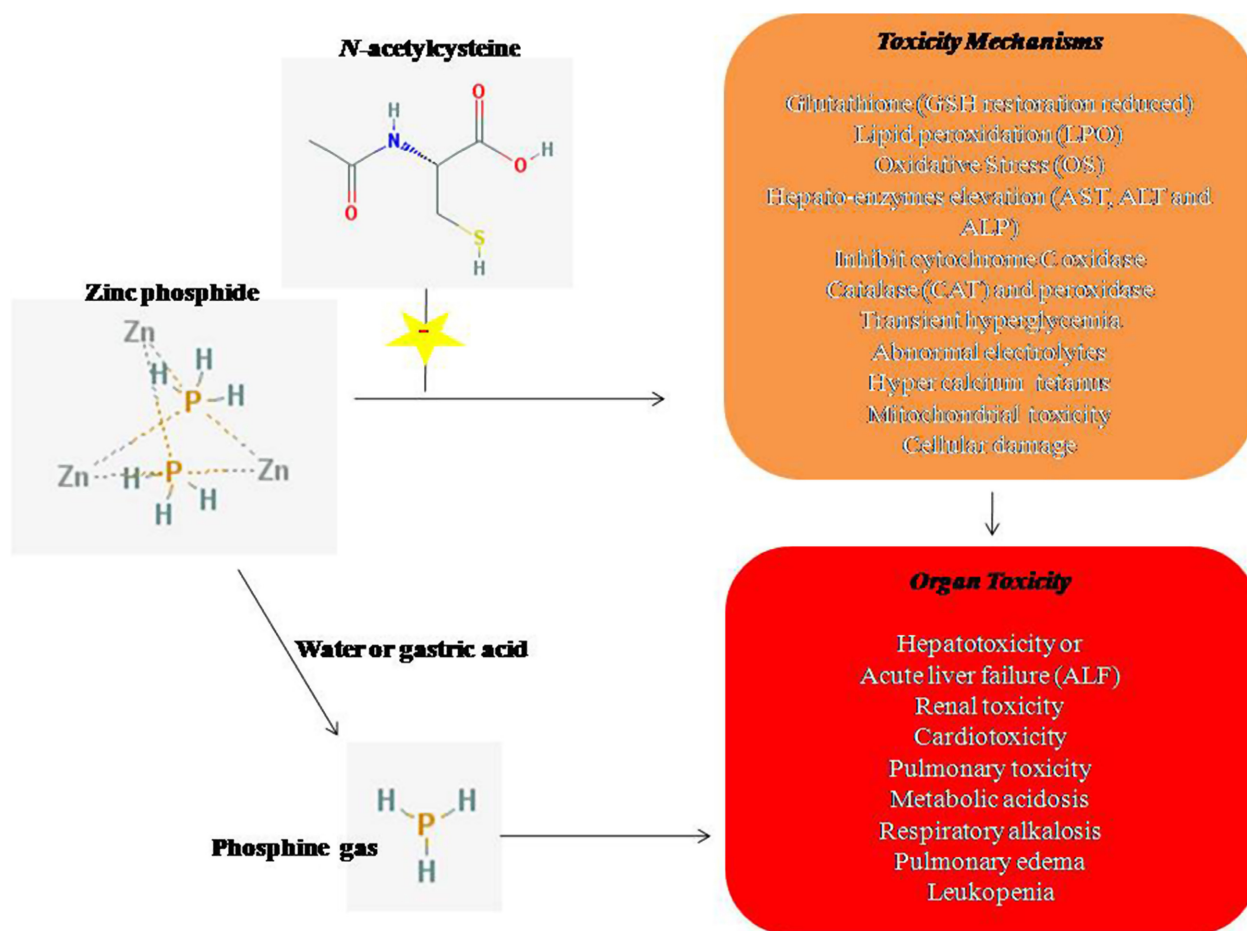 N-acetylcysteine
O
H
N
O
H
O
S
H
Zinc phosphide
Zn
H
H
P
H
Zn
H
P
Zn
H
H
Water or gastric acid
Phosphine gas
H
H
P
H
Toxicity Mechanisms
Glutathione (GSH restoration reduced)
Lipid peroxidation (LPO)
Oxidative Stress (OS)
Hepato-enzymes elevation (AST, ALT and
ALP)
Inhibit cytochrome C oxidase
Catalase (CAT) and peroxidase
Transient hyperglycemia
Abnormal electrolytes
Hyper calcium tetanus
Mitochondrial toxicity
Cellular damage
Organ Toxicity
Hepatotoxicity or
Acute liver failure (ALF)
Renal toxicity
Cardiotoxicity
Pulmonary toxicity
Metabolic acidosis
Respiratory alkalosis
Pulmonary edema
Leukopenia